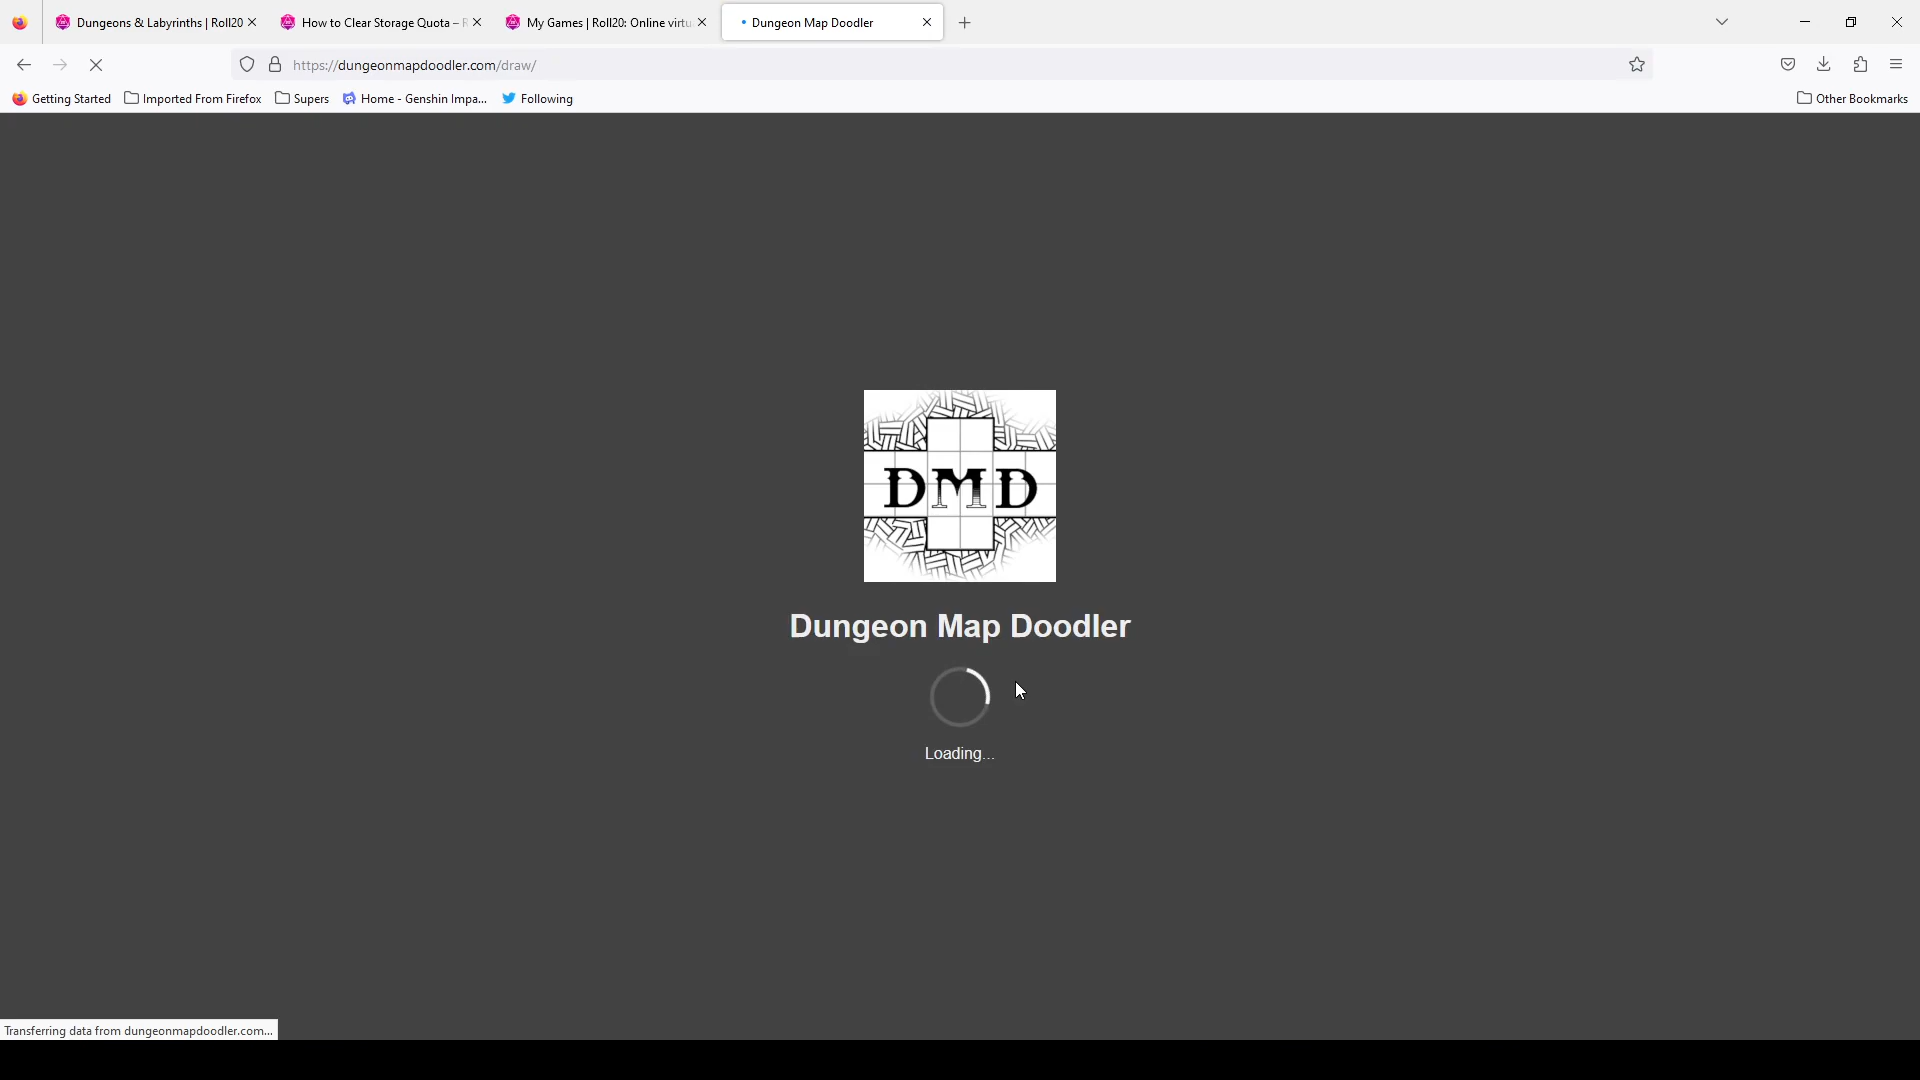 Dungeons & Labyrinths | Roll20
How to Clear Storage Quota – R
My Games | Roll20: Online virtu
Dungeon Map Doodler
https://dungeonmapdoodler.com/draw/
Getting Started
Imported From Firefox
Supers
Home - Genshin Impa...
Following
Other Bookmarks
DMD
Dungeon Map Doodler
Loading...
Transferring data from dungeonmapdoodler.com...